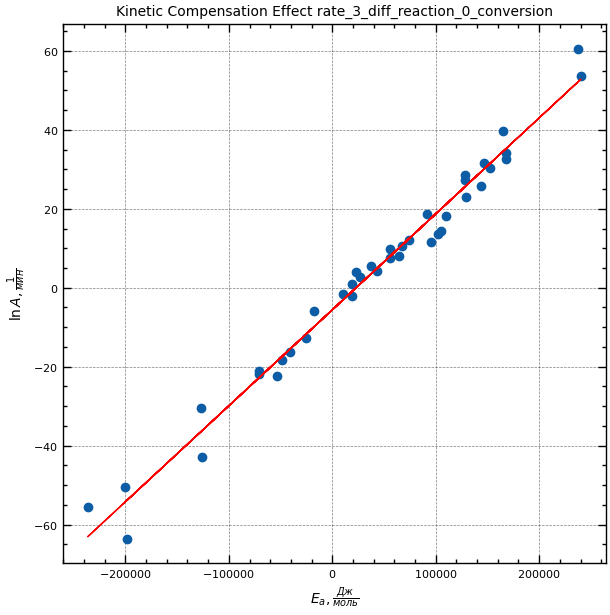 Kinetic Compensation Effect rate_3_diff_reaction_0_conversion
60
40
20
0
−20
−40
−60
ln A, 1/мин
−200000 −100000 0 100000 200000
E_a, Дж/моль